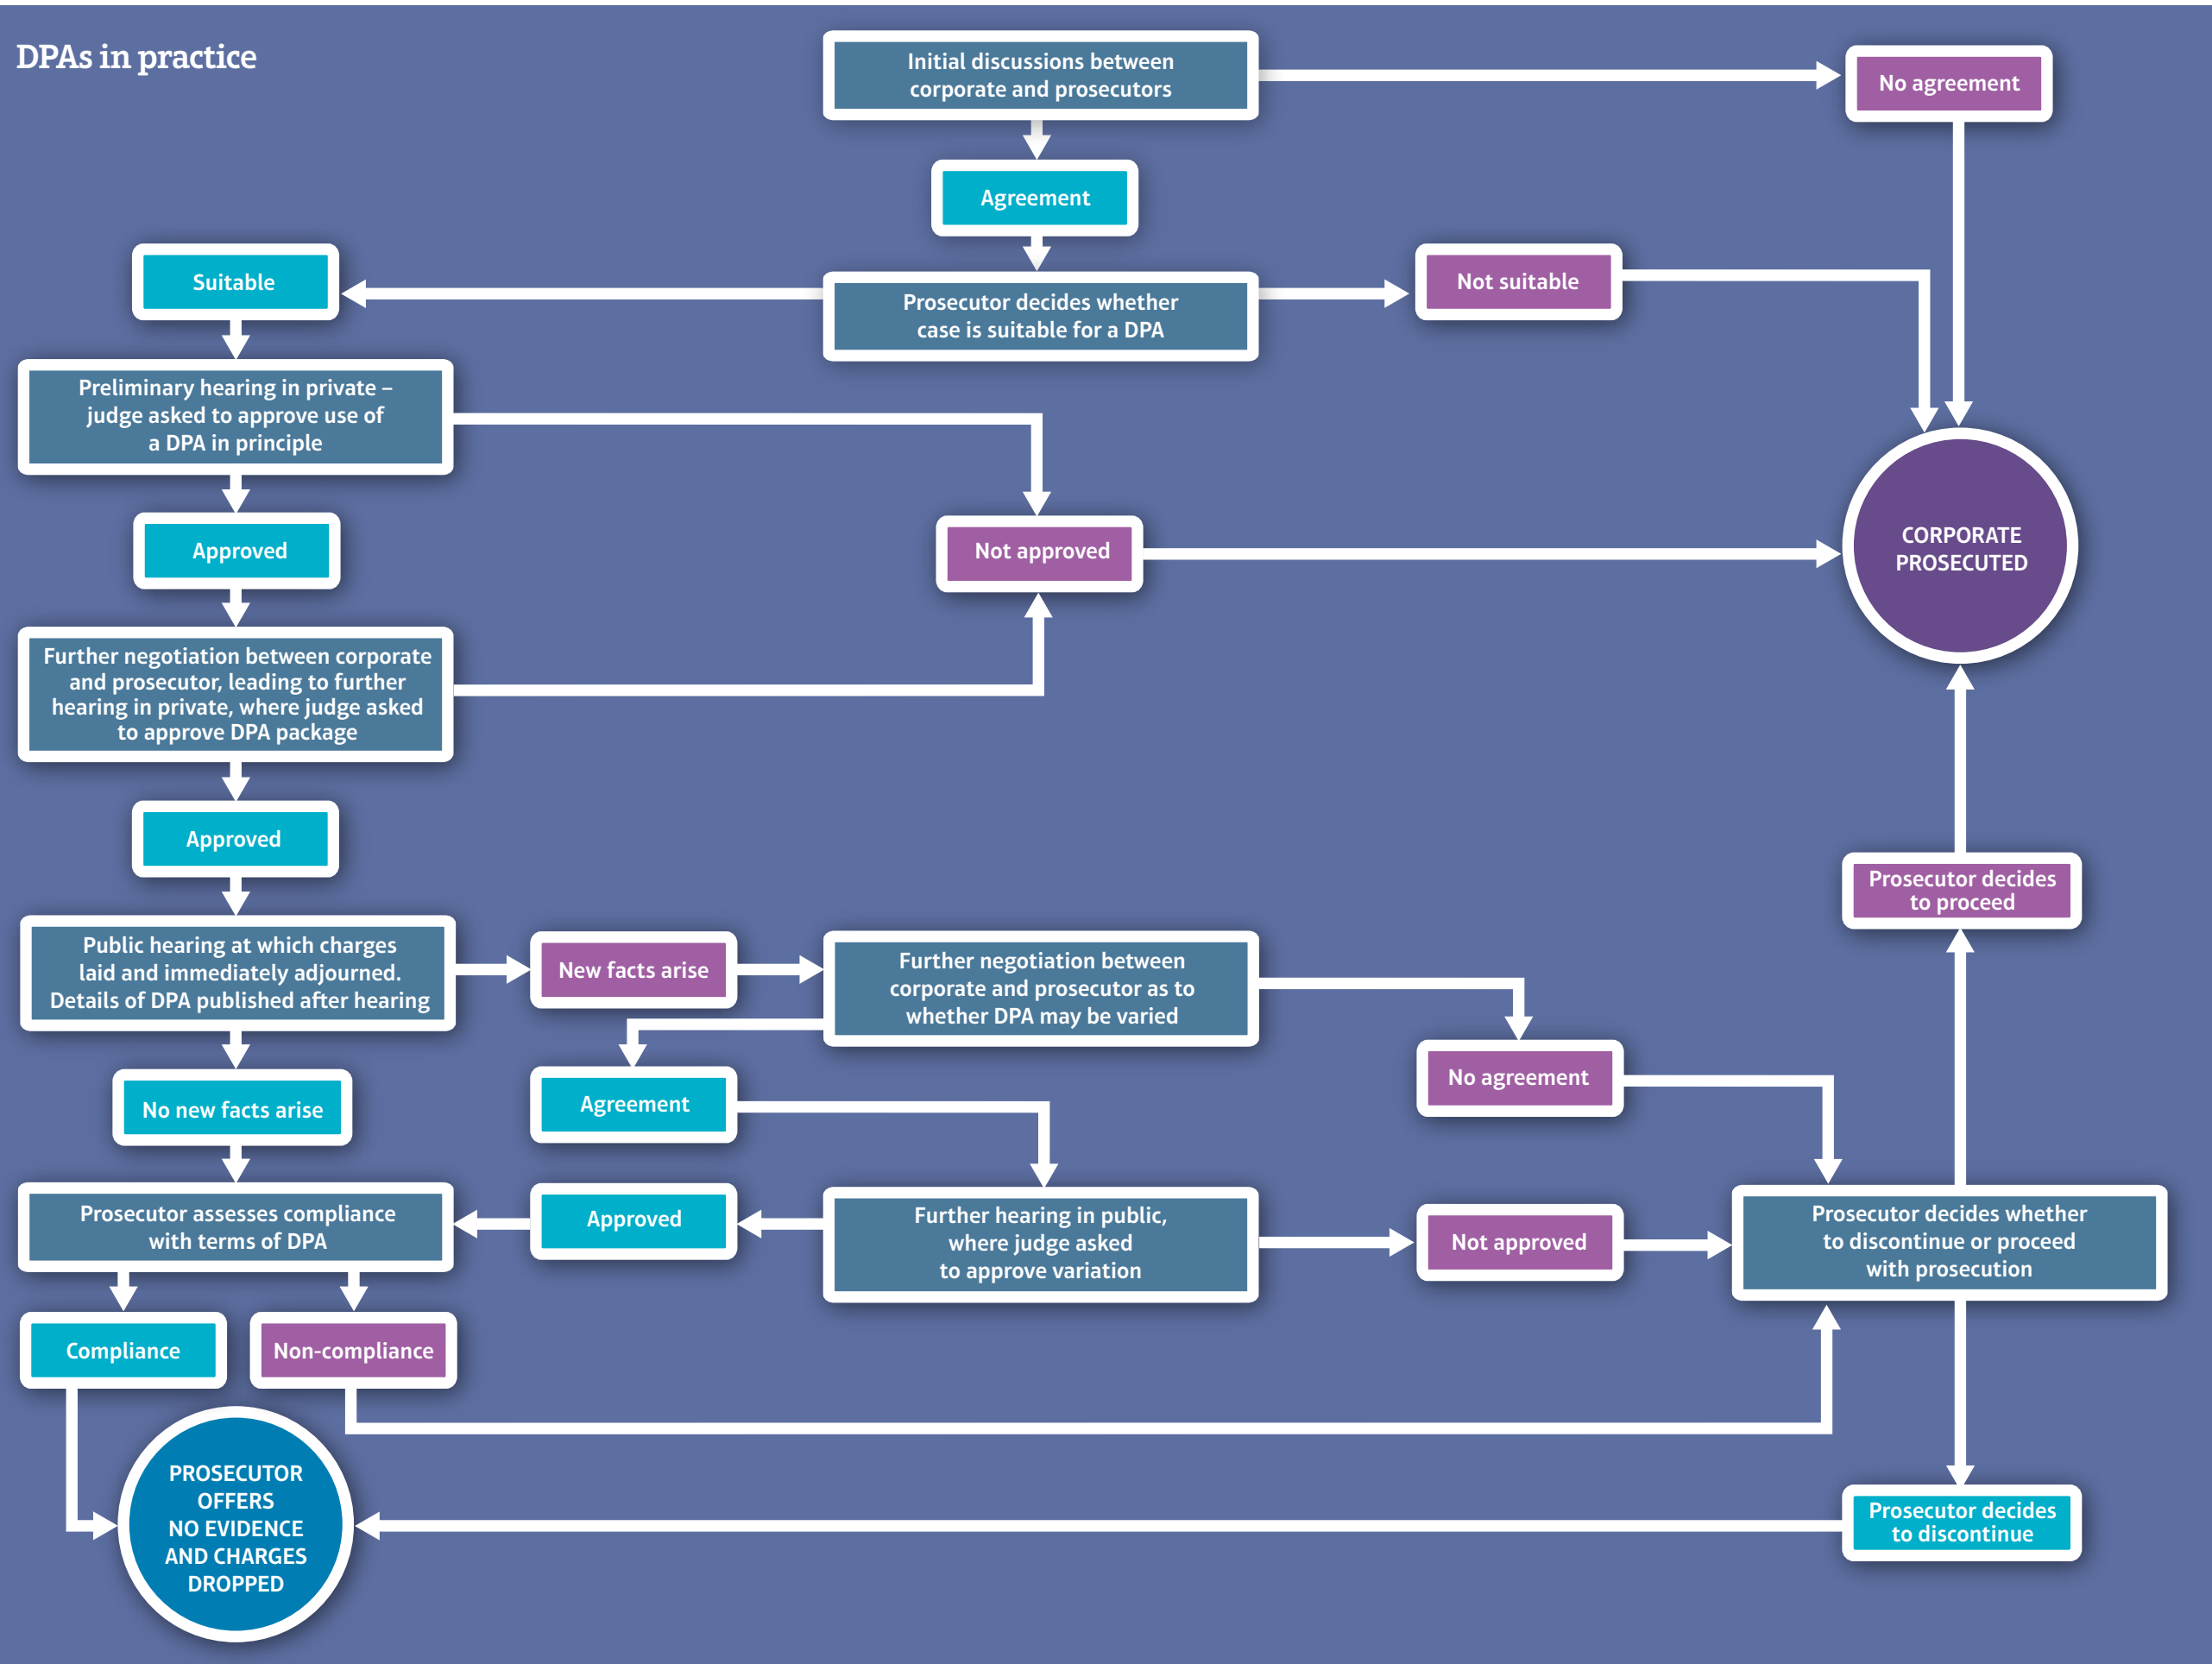 DPAs in practice
Initial discussions between
corporate and prosecutors
No agreement
Agreement
Suitable
Prosecutor decides whether
case is suitable for a DPA
Not suitable
Preliminary hearing in private –
judge asked to approve use of
a DPA in principle
Approved
Not approved
CORPORATE
PROSECUTED
Further negotiation between corporate
and prosecutor, leading to further
hearing in private, where judge asked
to approve DPA package
Approved
Prosecutor decides
to proceed
Public hearing at which charges
laid and immediately adjourned.
Details of DPA published after hearing
New facts arise
Further negotiation between
corporate and prosecutor as to
whether DPA may be varied
No agreement
No new facts arise
Agreement
Prosecutor assesses compliance
with terms of DPA
Approved
Further hearing in public,
where judge asked
to approve variation
Not approved
Prosecutor decides whether
to discontinue or proceed
with prosecution
Compliance
Non-compliance
PROSECUTOR
OFFERS
NO EVIDENCE
AND CHARGES
DROPPED
Prosecutor decides
to discontinue